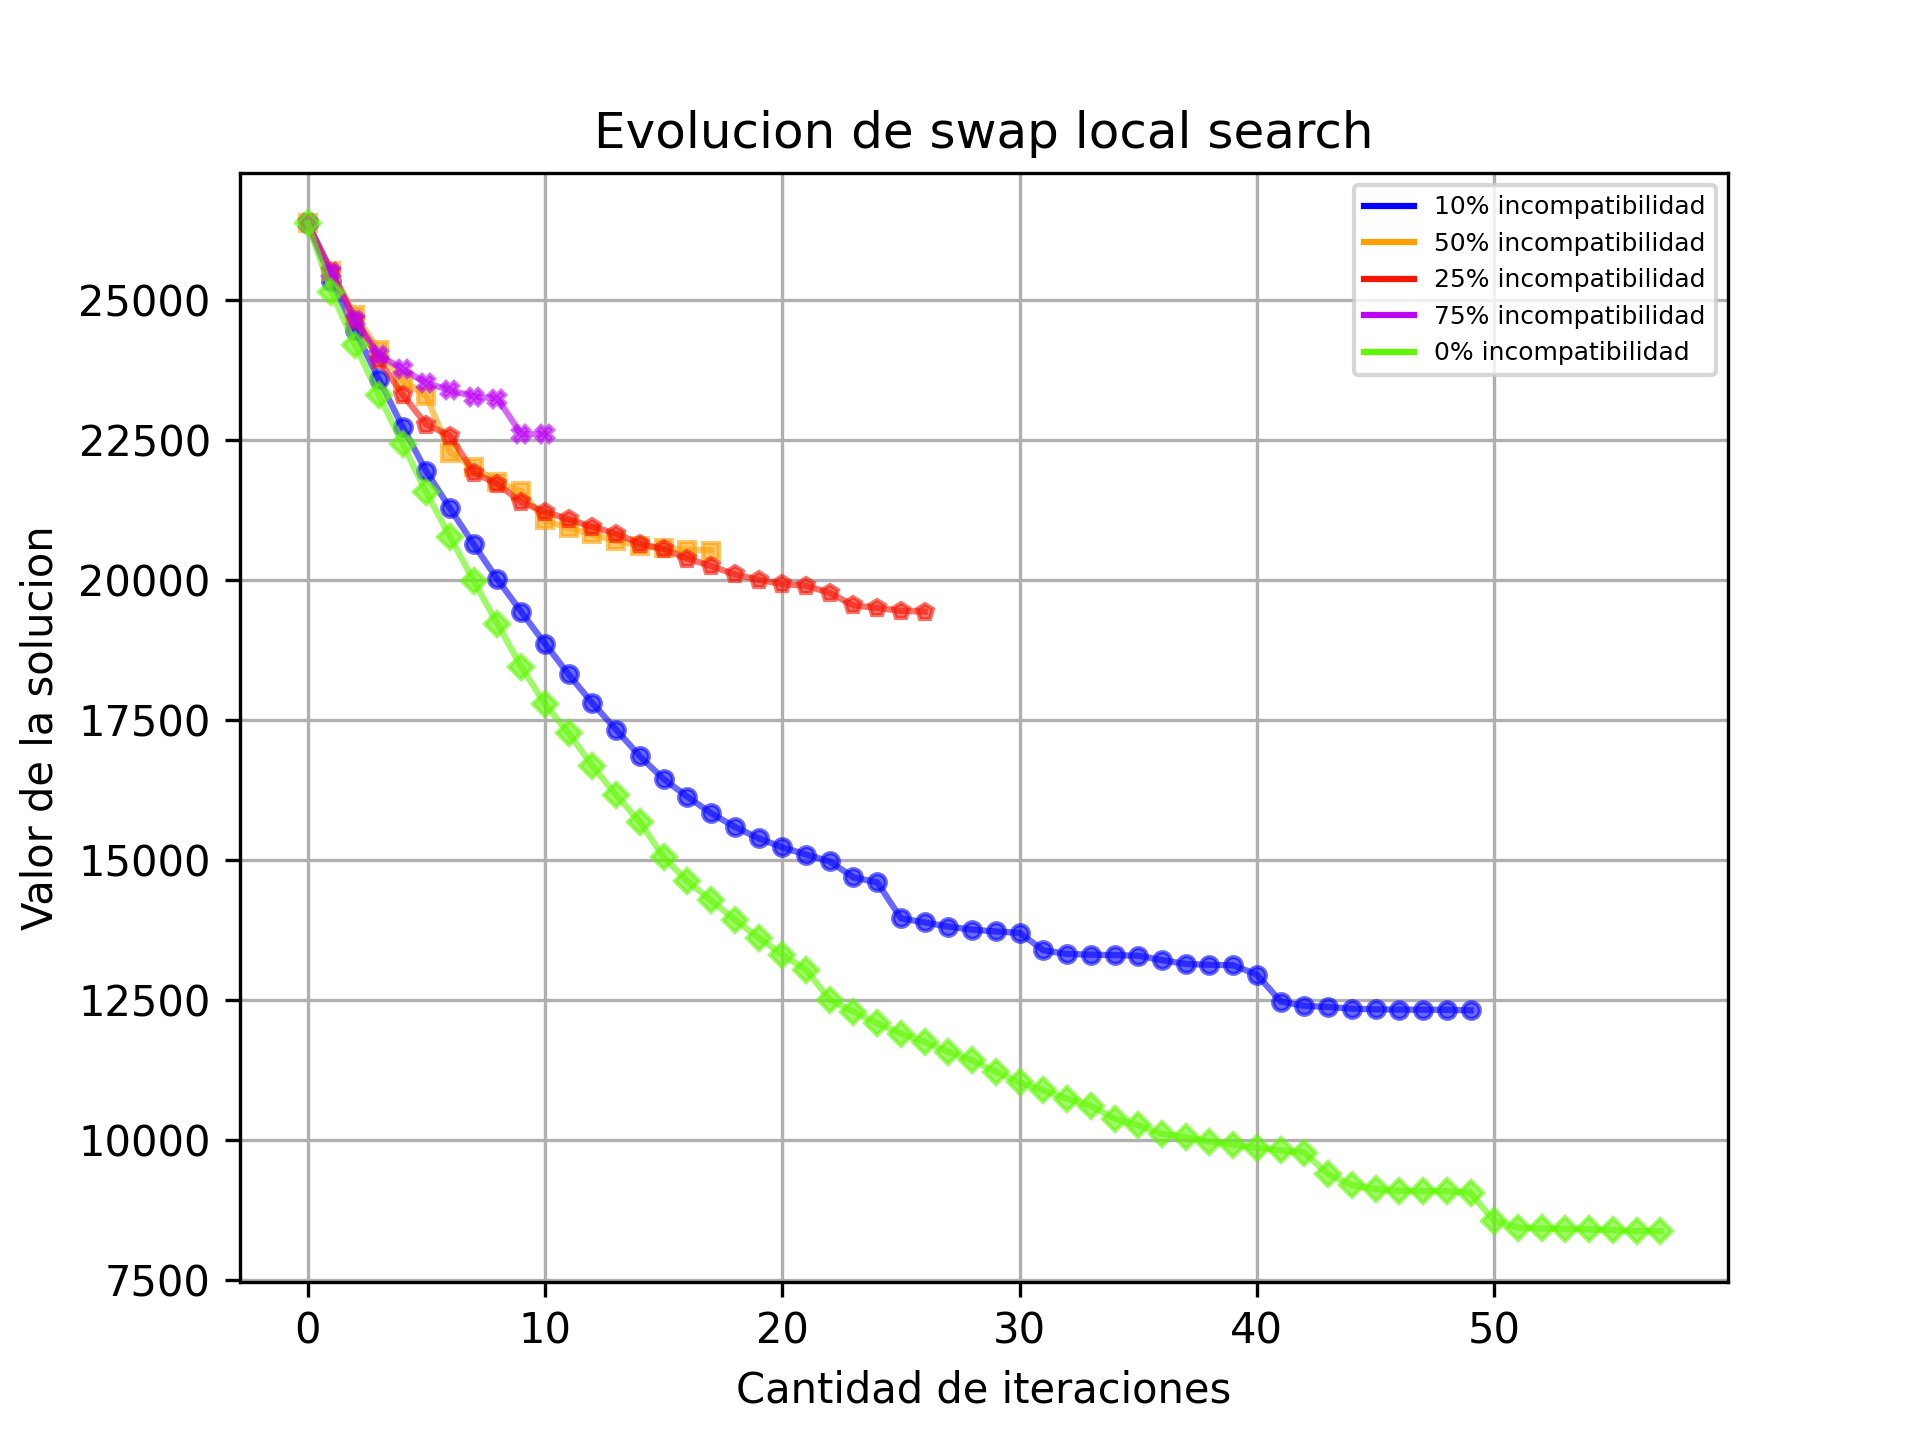 Evolucion de swap local search
10% incompatibilidad
50% incompatibilidad
25% incompatibilidad
75% incompatibilidad
0% incompatibilidad
Valor de la solucion
25000
22500
20000
17500
15000
12500
10000
7500
0 10 20 30 40 50
Cantidad de iteraciones